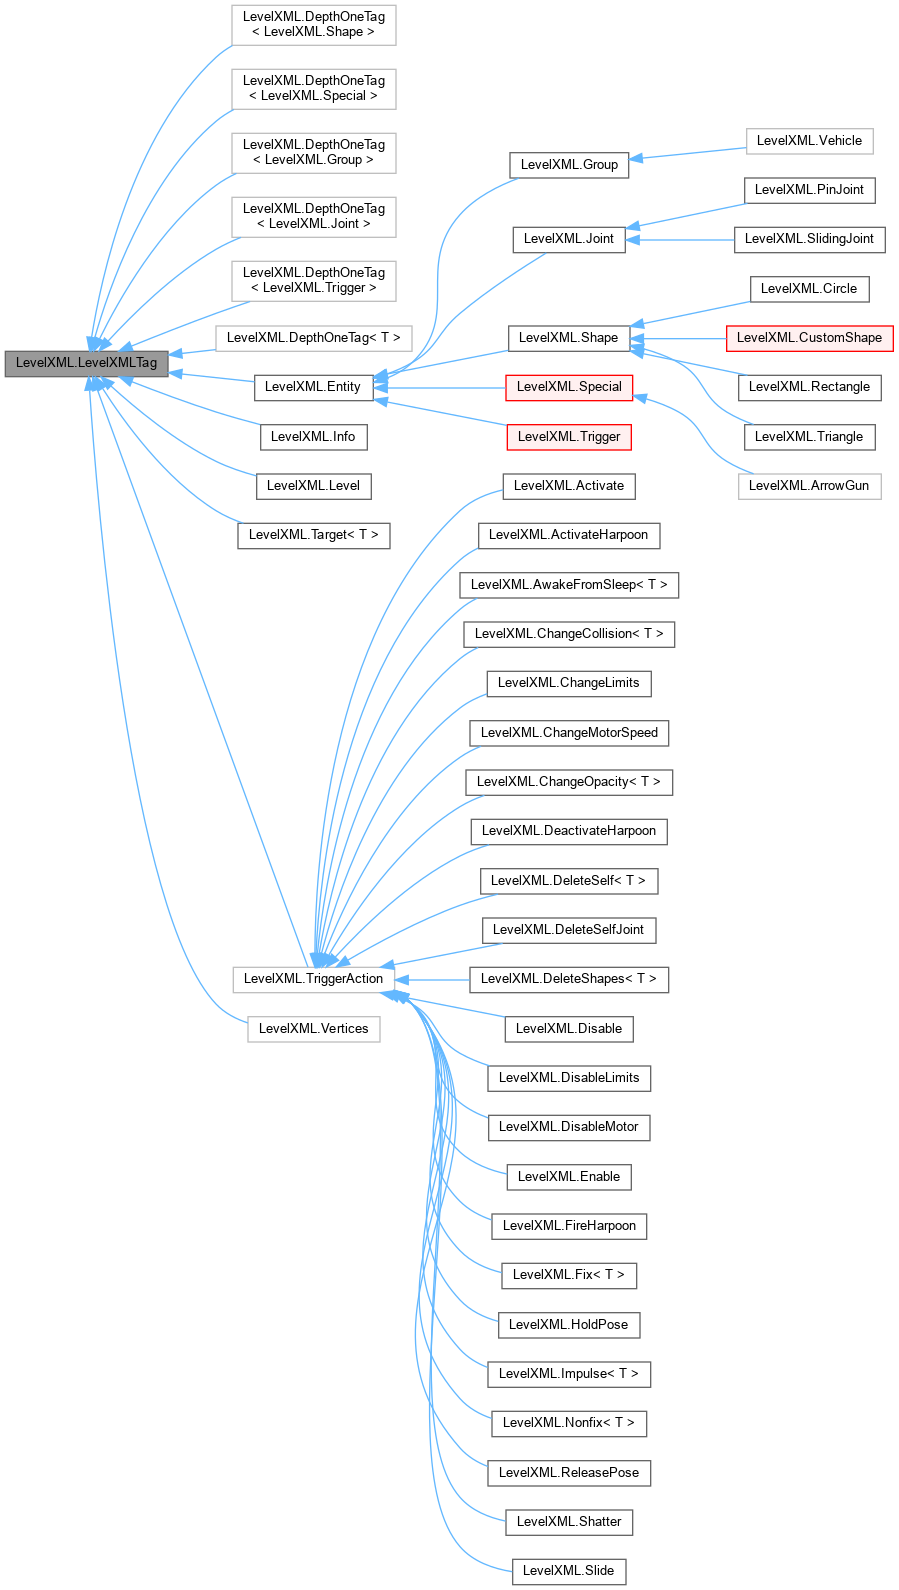 LevelXML.LevelXMLTag
LevelXML.DepthOneTag
< LevelXML.Shape >
LevelXML.DepthOneTag
< LevelXML.Special >
LevelXML.DepthOneTag
< LevelXML.Group >
LevelXML.DepthOneTag
< LevelXML.Joint >
LevelXML.DepthOneTag
< LevelXML.Trigger >
LevelXML.DepthOneTag< T >
LevelXML.Entity
LevelXML.Info
LevelXML.Level
LevelXML.Target< T >
LevelXML.TriggerAction
LevelXML.Vertices
LevelXML.Group
LevelXML.Joint
LevelXML.Shape
LevelXML.Special
LevelXML.Trigger
LevelXML.Vehicle
LevelXML.PinJoint
LevelXML.SlidingJoint
LevelXML.Circle
LevelXML.CustomShape
LevelXML.Rectangle
LevelXML.Triangle
LevelXML.ArrowGun
LevelXML.Activate
LevelXML.ActivateHarpoon
LevelXML.AwakeFromSleep< T >
LevelXML.ChangeCollision< T >
LevelXML.ChangeLimits
LevelXML.ChangeMotorSpeed
LevelXML.ChangeOpacity< T >
LevelXML.DeactivateHarpoon
LevelXML.DeleteSelf< T >
LevelXML.DeleteSelfJoint
LevelXML.DeleteShapes< T >
LevelXML.Disable
LevelXML.DisableLimits
LevelXML.DisableMotor
LevelXML.Enable
LevelXML.FireHarpoon
LevelXML.Fix< T >
LevelXML.HoldPose
LevelXML.Impulse< T >
LevelXML.Nonfix< T >
LevelXML.ReleasePose
LevelXML.Shatter
LevelXML.Slide